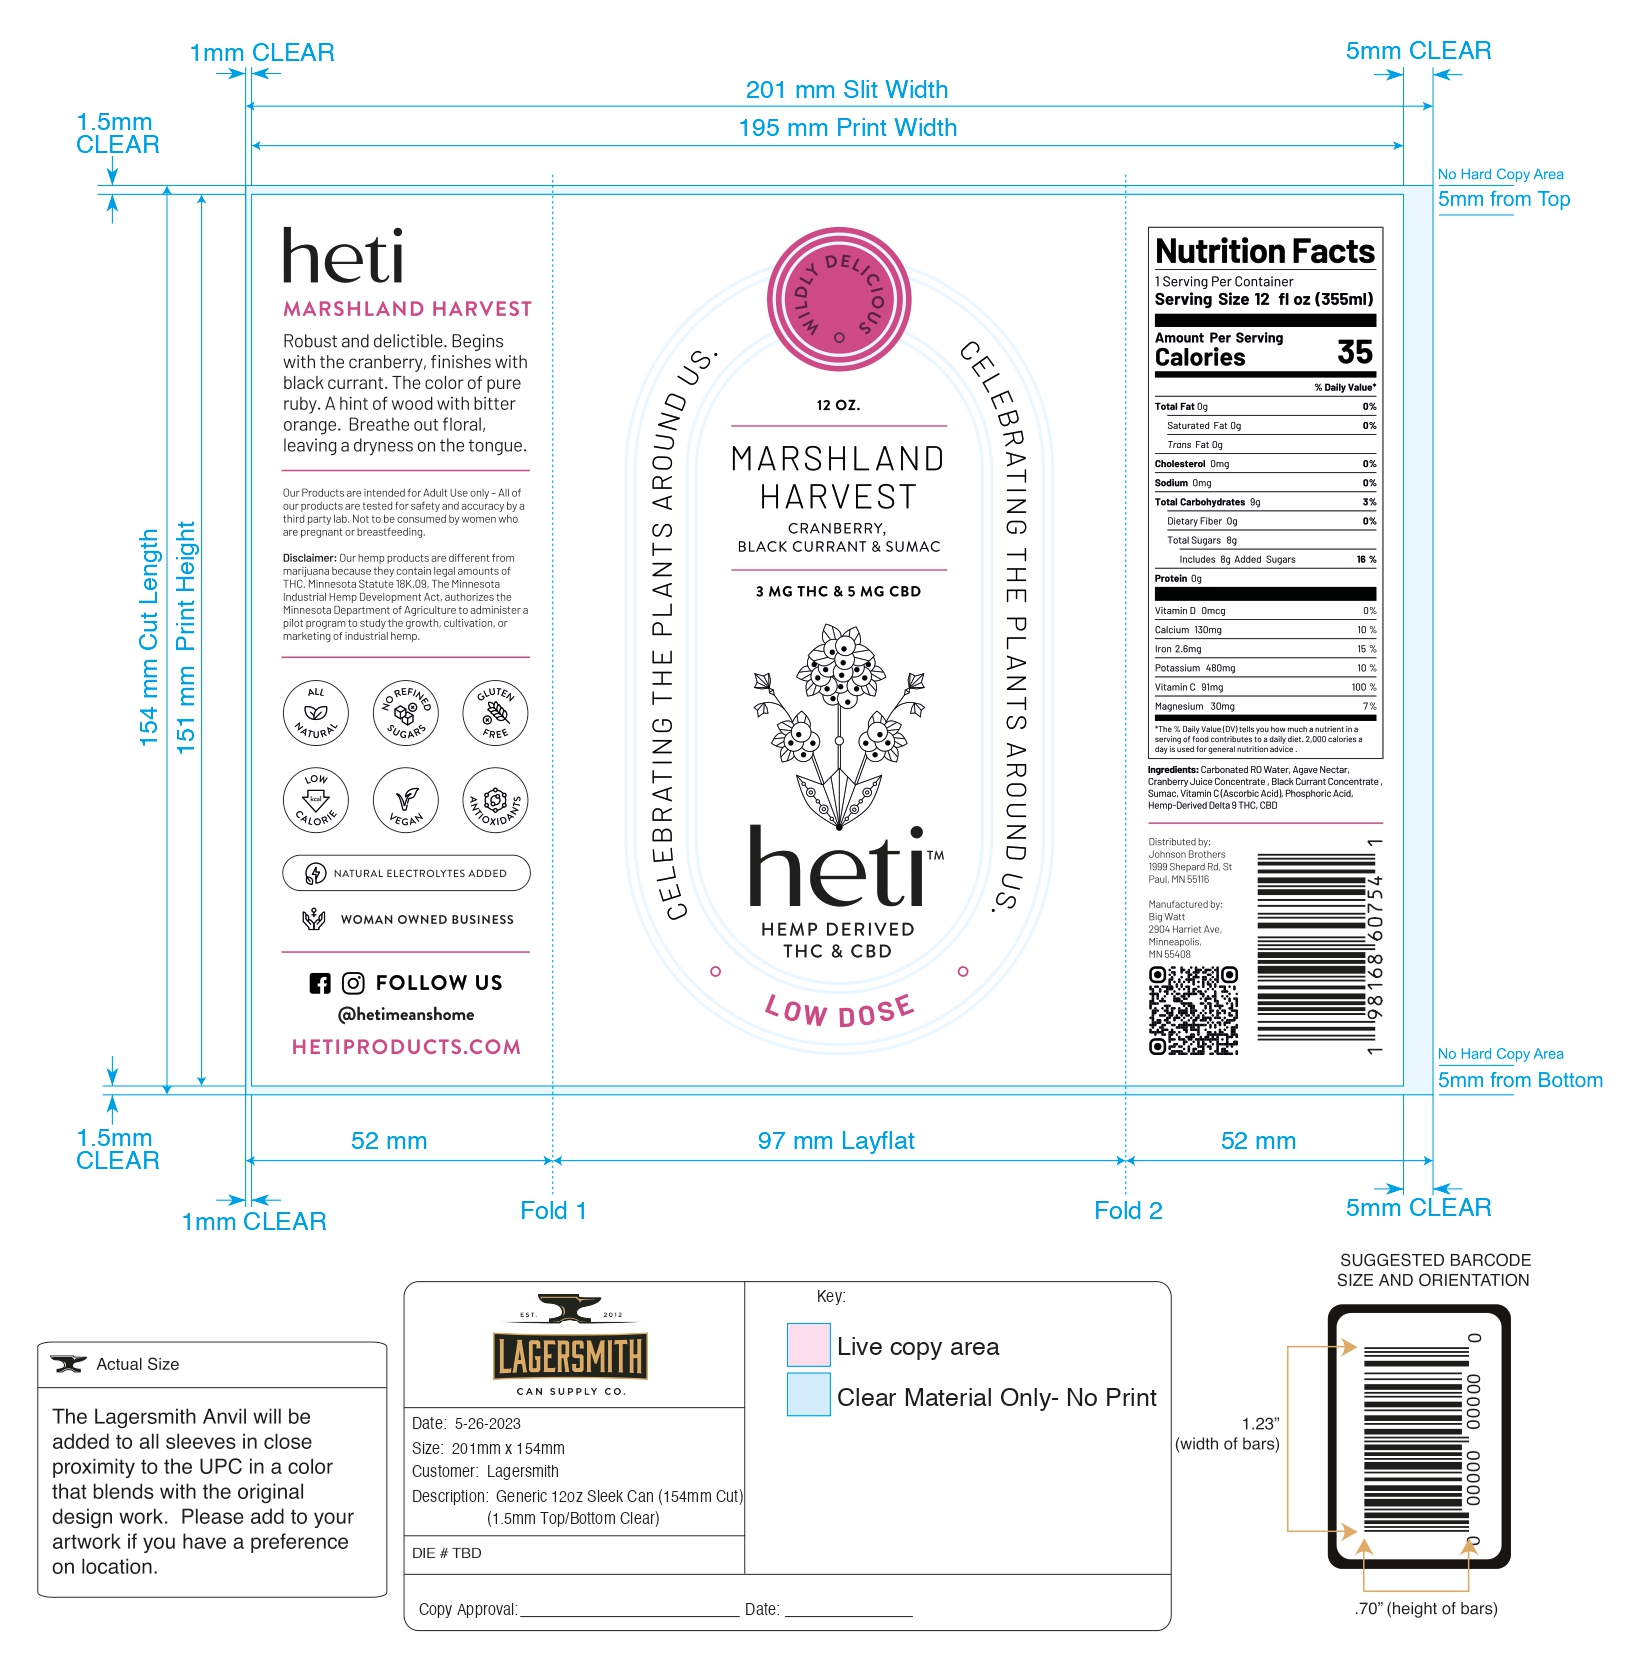 1mm CLEAR
5mm CLEAR
201 mm Slit Width
195 mm Print Width
1.5mm
CLEAR
No Hard Copy Area
5mm from Top
154 mm Cut Length
151 mm Print Height
heti
MARSHLAND HARVEST
Robust and delictible. Begins
with the cranberry, finishes with
black currant. The color of pure
ruby. A hint of wood with bitter
orange. Breathe out floral,
leaving a dryness on the tongue.
Our Products are intended for Adult Use only – All of
our products are tested for safety and accuracy by a
third party lab. Not to be consumed by women who
are pregnant or breastfeeding.
Disclaimer: Our hemp products are different from
marijuana because they contain legal amounts of
THC. Minnesota Statute 18K.09, The Minnesota
Industrial Hemp Development Act, authorizes the
Minnesota Department of Agriculture to administer a
pilot program to study the growth, cultivation, or
marketing of industrial hemp.
ALL NATURAL
NO REFINED SUGARS
GLUTEN FREE
LOW kcal CALORIE
VEGAN
ANTIOXIDANTS
NATURAL ELECTROLYTES ADDED
WOMAN OWNED BUSINESS
FOLLOW US
@hetimeanshome
HETIPRODUCTS.COM
WILDLY DELICIOUS
CELEBRATING THE PLANTS AROUND US.
CELEBRATING THE PLANTS AROUND US.
12 OZ.
MARSHLAND
HARVEST
CRANBERRY,
BLACK CURRANT & SUMAC
3 MG THC & 5 MG CBD
heti™
HEMP DERIVED
THC & CBD
LOW DOSE
Nutrition Facts
1 Serving Per Container
Serving Size 12 fl oz (355ml)
Amount Per Serving
Calories 35
% Daily Value*
Total Fat 0g 0%
Saturated Fat 0g 0%
Trans Fat 0g
Cholesterol 0mg 0%
Sodium 0mg 0%
Total Carbohydrates 9g 3%
Dietary Fiber 0g 0%
Total Sugars 8g
Includes 8g Added Sugars 16 %
Protein 0g
Vitamin D 0mcg 0%
Calcium 130mg 10 %
Iron 2.6mg 15 %
Potassium 480mg 10 %
Vitamin C 91mg 100 %
Magnesium 30mg 7%
*The % Daily Value (DV) tells you how much a nutrient in a
serving of food contributes to a daily diet. 2,000 calories a
day is used for general nutrition advice .
Ingredients: Carbonated RO Water, Agave Nectar,
Cranberry Juice Concentrate , Black Currant Concentrate ,
Sumac, Vitamin C (Ascorbic Acid), Phosphoric Acid,
Hemp-Derived Delta 9 THC, CBD
Distributed by:
Johnson Brothers
1999 Shepard Rd, St
Paul, MN 55116
Manufactured by:
Big Watt
2904 Harriet Ave,
Minneapolis,
MN 55408
1 98168 60754 1
No Hard Copy Area
5mm from Bottom
1.5mm
CLEAR
52 mm
97 mm Layflat
52 mm
1mm CLEAR
Fold 1
Fold 2
5mm CLEAR
SUGGESTED BARCODE
SIZE AND ORIENTATION
0 00000 00000 0
1.23”
(width of bars)
.70” (height of bars)
Actual Size
The Lagersmith Anvil will be
added to all sleeves in close
proximity to the UPC in a color
that blends with the original
design work. Please add to your
artwork if you have a preference
on location.
EST. 2012
LAGERSMITH
CAN SUPPLY CO.
Date: 5-26-2023
Size: 201mm x 154mm
Customer: Lagersmith
Description: Generic 12oz Sleek Can (154mm Cut)
(1.5mm Top/Bottom Clear)
DIE # TBD
Key:
Live copy area
Clear Material Only- No Print
Copy Approval: Date: